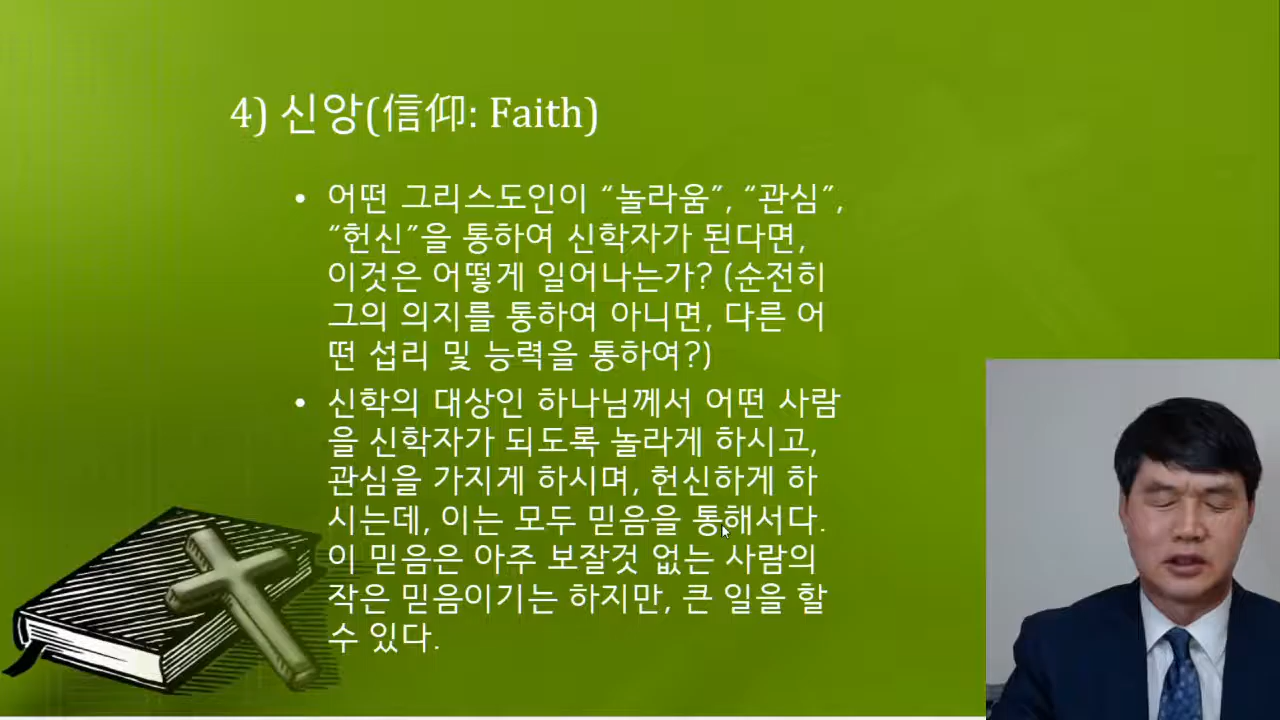 4) 신앙(信仰: Faith)
• 어떤 그리스도인이 “놀라움”, “관심”,
“헌신”을 통하여 신학자가 된다면,
이것은 어떻게 일어나는가? (순전히
그의 의지를 통하여 아니면, 다른 어
떤 섭리 및 능력을 통하여?)
• 신학의 대상인 하나님께서 어떤 사람
을 신학자가 되도록 놀라게 하시고,
관심을 가지게 하시며, 헌신하게 하
시는데, 이는 모두 믿음을 통해서다.
이 믿음은 아주 보잘것 없는 사람의
작은 믿음이기는 하지만, 큰 일을 할
수 있다.